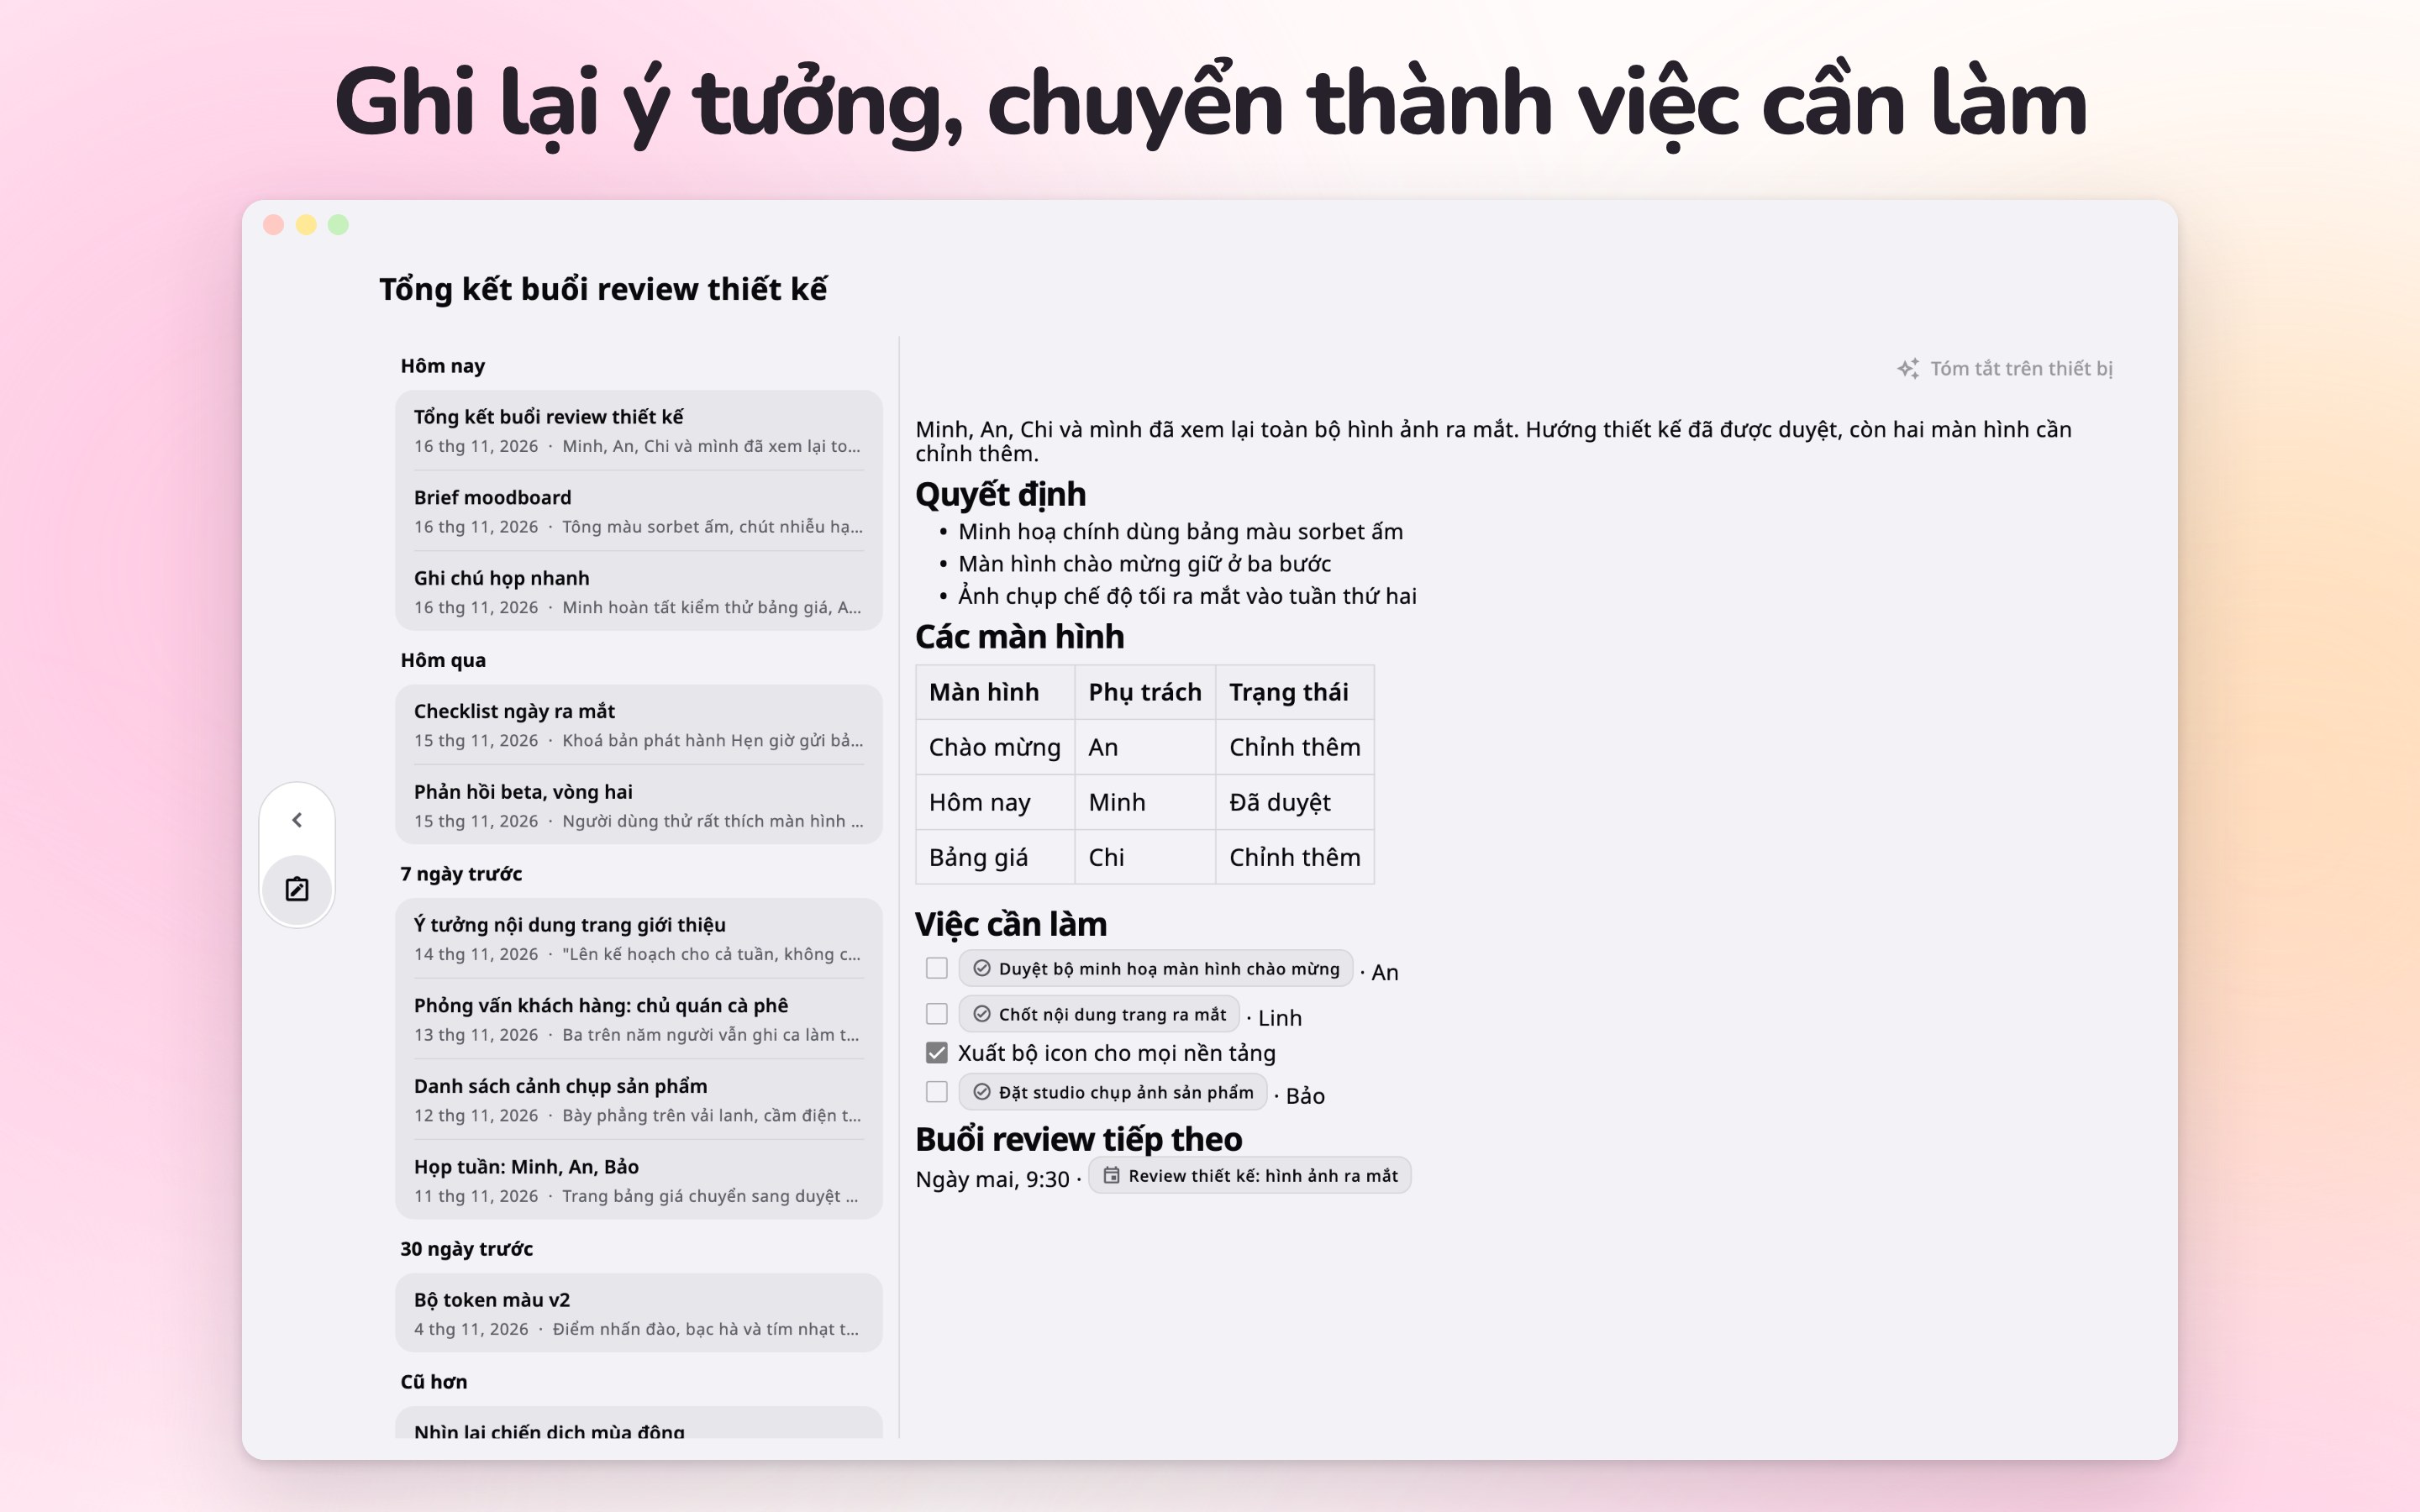 Ghi lại ý tưởng, chuyển thành việc cần làm
Tổng kết buổi review thiết kế
Hôm nay
Tổng kết buổi review thiết kế
16 thg 11, 2026 · Minh, An, Chi và mình đã xem lại to...
Brief moodboard
16 thg 11, 2026 · Tông màu sorbet ấm, chút nhiễu hạ...
Ghi chú họp nhanh
16 thg 11, 2026 · Minh hoàn tất kiểm thử bảng giá, A...
Hôm qua
Checklist ngày ra mắt
15 thg 11, 2026 · Khoá bản phát hành Hẹn giờ gửi bả...
Phản hồi beta, vòng hai
15 thg 11, 2026 · Người dùng thử rất thích màn hình ...
7 ngày trước
Ý tưởng nội dung trang giới thiệu
14 thg 11, 2026 · "Lên kế hoạch cho cả tuần, không c...
Phỏng vấn khách hàng: chủ quán cà phê
13 thg 11, 2026 · Ba trên năm người vẫn ghi ca làm t...
Danh sách cảnh chụp sản phẩm
12 thg 11, 2026 · Bày phẳng trên vải lanh, cầm điện t...
Họp tuần: Minh, An, Bảo
11 thg 11, 2026 · Trang bảng giá chuyển sang duyệt ...
30 ngày trước
Bộ token màu v2
4 thg 11, 2026 · Điểm nhấn đào, bạc hà và tím nhạt t...
Cũ hơn
Nhìn lại chiến dịch mùa đông
Tóm tắt trên thiết bị
Minh, An, Chi và mình đã xem lại toàn bộ hình ảnh ra mắt. Hướng thiết kế đã được duyệt, còn hai màn hình cần
chỉnh thêm.
Quyết định
• Minh hoạ chính dùng bảng màu sorbet ấm
• Màn hình chào mừng giữ ở ba bước
• Ảnh chụp chế độ tối ra mắt vào tuần thứ hai
Các màn hình
Màn hình Phụ trách Trạng thái
Chào mừng An Chỉnh thêm
Hôm nay Minh Đã duyệt
Bảng giá Chi Chỉnh thêm
Việc cần làm
Duyệt bộ minh hoạ màn hình chào mừng · An
Chốt nội dung trang ra mắt · Linh
Xuất bộ icon cho mọi nền tảng
Đặt studio chụp ảnh sản phẩm · Bảo
Buổi review tiếp theo
Ngày mai, 9:30 · Review thiết kế: hình ảnh ra mắt